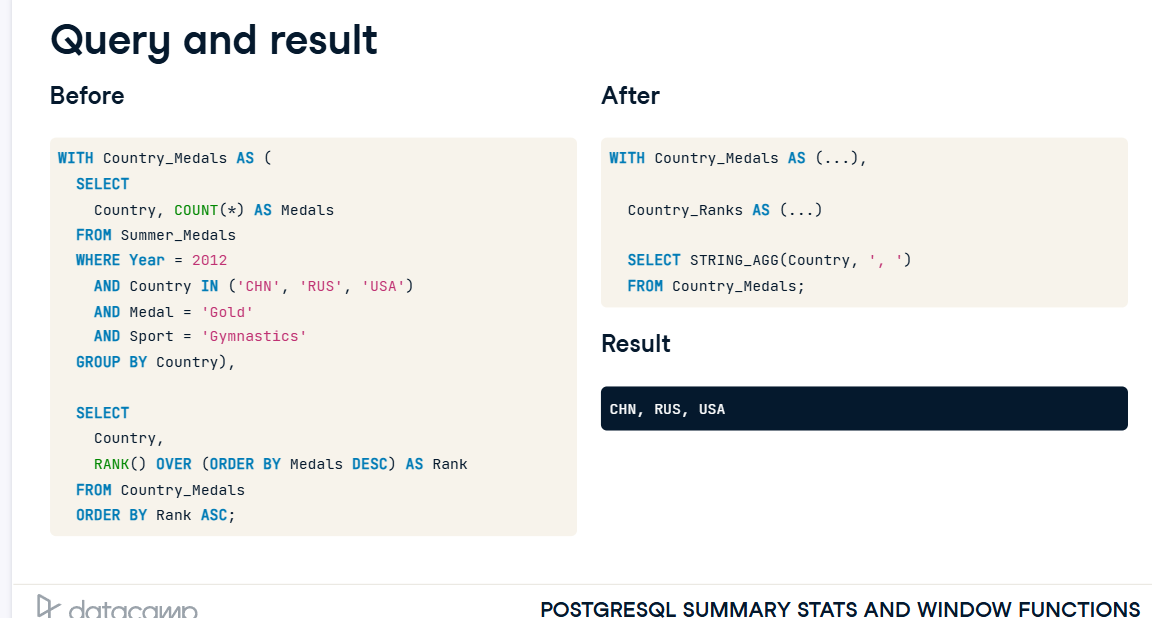 Query and result
Before
WITH Country_Medals AS (
SELECT
Country, COUNT(*) AS Medals
FROM Summer_Medals
WHERE Year = 2012
AND Country IN ('CHN', 'RUS', 'USA')
AND Medal = 'Gold'
AND Sport = 'Gymnastics'
GROUP BY Country),
SELECT
Country,
RANK() OVER (ORDER BY Medals DESC) AS Rank
FROM Country_Medals
ORDER BY Rank ASC;
After
WITH Country_Medals AS (...),
Country_Ranks AS (...)
SELECT STRING_AGG(Country, ', ')
FROM Country_Medals;
Result
CHN, RUS, USA
datacamp
POSTGRESQL SUMMARY STATS AND WINDOW FUNCTIONS